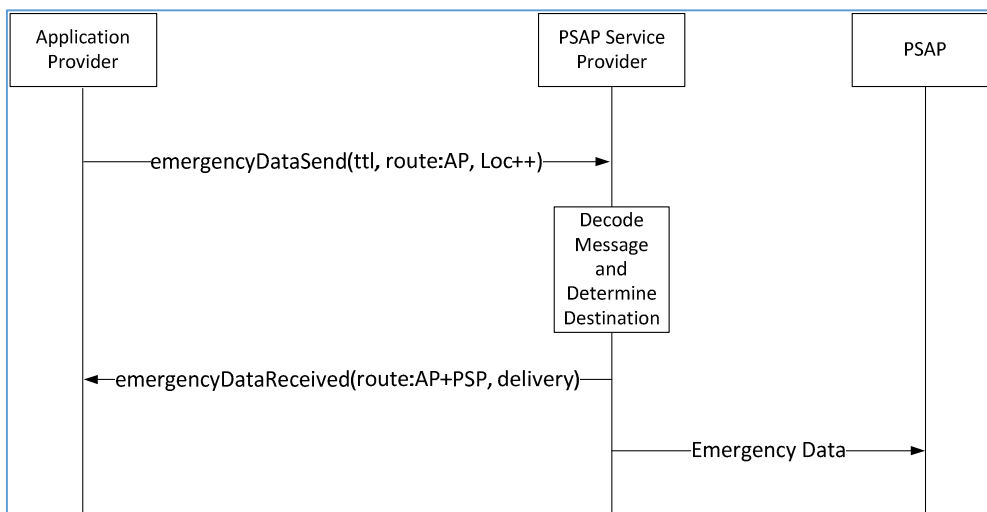 Application
Provider
PSAP Service
Provider
PSAP
emergencyDataSend(ttl, route:AP, Loc++)
Decode
Message
and
Determine
Destination
emergencyDataReceived(route:AP+PSP, delivery)
Emergency Data